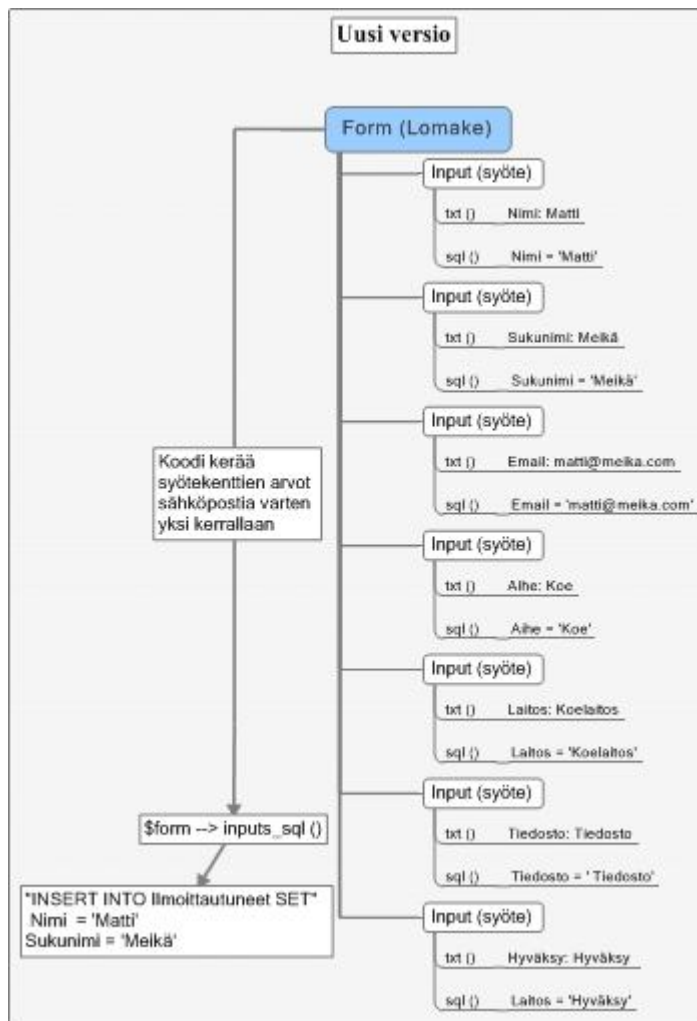 Uusi versio
Form (Lomake)
Input (syöte)
txt () Nimi: Matti
sql () Nimi = 'Matti'
Input (syöte)
txt () Sukunimi: Meikä
sql () Sukunimi = 'Meikä'
Input (syöte)
txt () Email: matti@meika.com
sql () Email = 'matti@meika.com'
Koodi kerää
syötekenttien arvot
sähköpostia varten
yksi kerrallaan
Input (syöte)
txt () Aihe: Koe
sql () Aihe = 'Koe'
Input (syöte)
txt () Laitos: Koelaitos
sql () Laitos = 'Koelaitos'
Input (syöte)
txt () Tiedosto: Tiedosto
sql () Tiedosto = ' Tiedosto'
$form --> inputs_sql ()
"INSERT INTO Ilmoittautuneet SET"
Nimi = 'Matti'
Sukunimi = 'Meikä'
Input (syöte)
txt () Hyväksy: Hyväksy
sql () Laitos = 'Hyväksy'